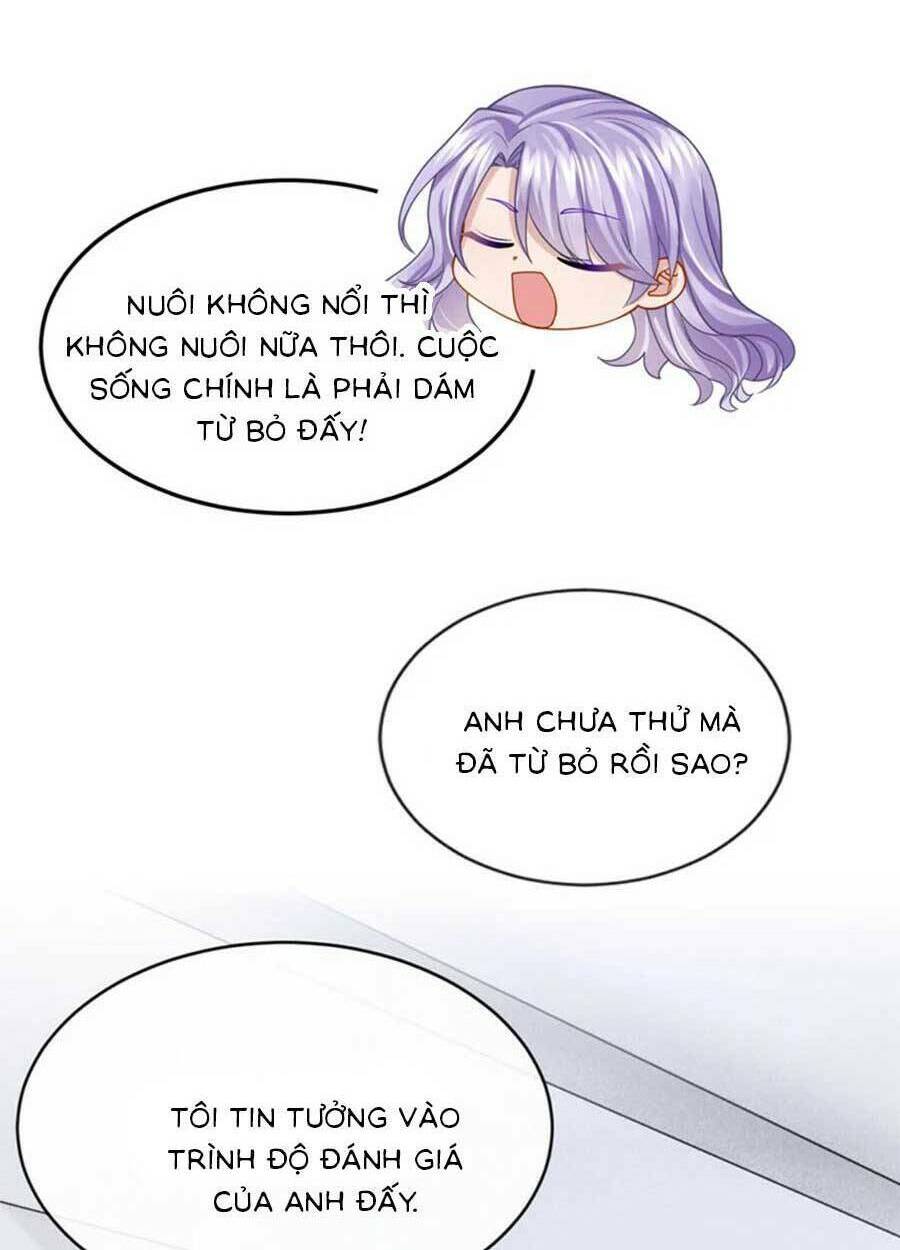 NUÔI KHÔNG NỔI THÌ
KHÔNG NUÔI NỮA THÔI. CUỘC
SỐNG CHÍNH LÀ PHẢI DÁM
TỪ BỎ ĐẤY!
ANH CHƯA THỬ MÀ
ĐÃ TỪ BỎ RỒI SAO?
TÔI TIN TƯỞNG VÀO
TRÌNH ĐỘ ĐÁNH GIÁ
CỦA ANH ĐẤY.